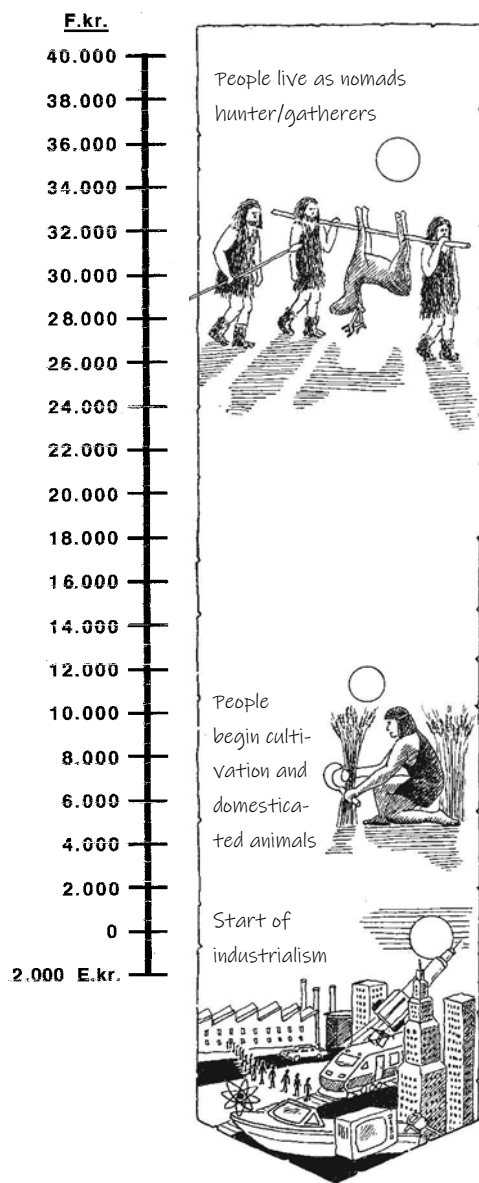 F.kr.
40.000
38.000
36.000
34.000
32.000
30.000
28.000
26.000
24.000
22.000
20.000
18.000
16.000
14.000
12.000
10.000
8.000
6.000
4.000
2.000
0
2.000 E.kr.
People live as nomads
hunter/gatherers
People
begin culti-
vation and
domestica-
ted animals
Start of
industrialism